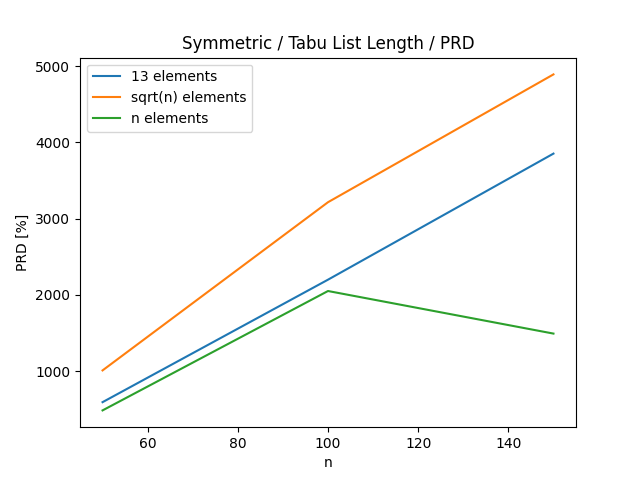 Symmetric / Tabu List Length / PRD
13 elements
sqrt(n) elements
n elements
PRD [%]
5000
4000
3000
2000
1000
60 80 100 120 140
n